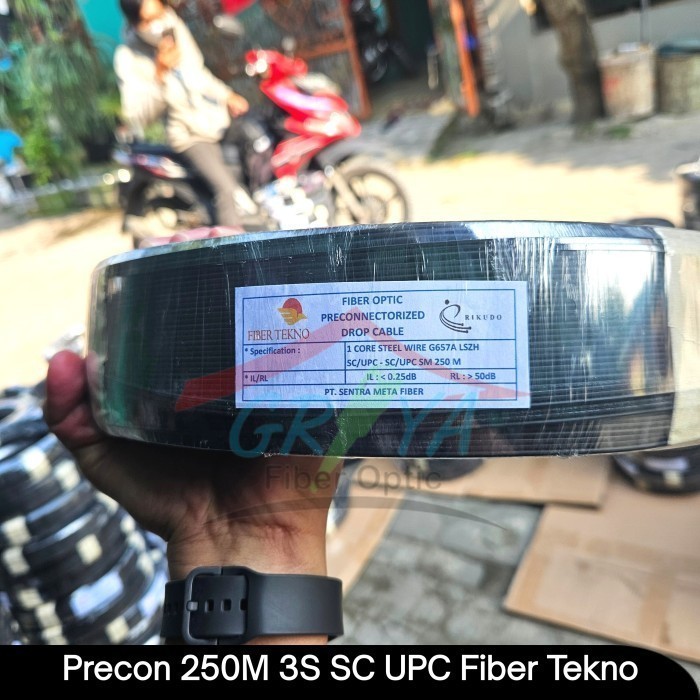 FIBER OPTIC
PRECONNECTORIZED
DROP CABLE
FIBER TEKNO
RIKUDO
* Specification :
1 CORE STEEL WIRE G657A LSZH
SC/UPC - SC/UPC SM 250 M
* IL/RL
IL : < 0.25dB
RL : > 50dB
PT. SENTRA META FIBER
GRIYA
Fiber Optic
Precon 250M 3S SC UPC Fiber Tekno